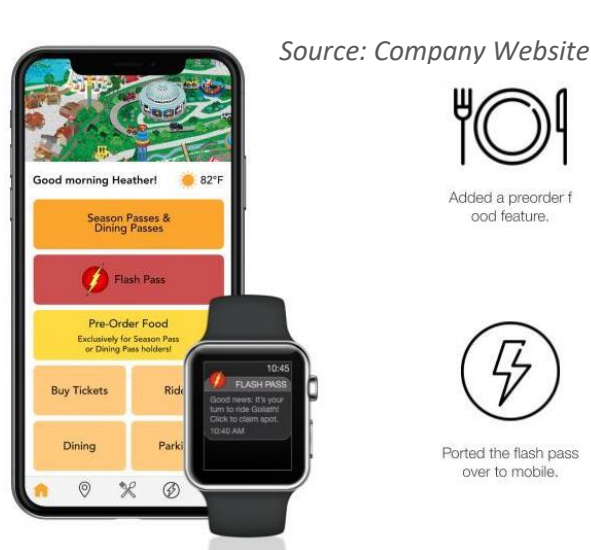 Source: Company Website
Good morning Heather!
82°F
Season Passes &
Dining Passes
Flash Pass
Pre-Order Food
Exclusively for Season Pass
or Dining Pass holders!
Buy Tickets
Dining
10:45
FLASH PASS
Good news: It's your
turn to ride Goliath!
Click to claim spot.
10:40 AM
Added a preorder f
ood feature.
Ported the flash pass
over to mobile.